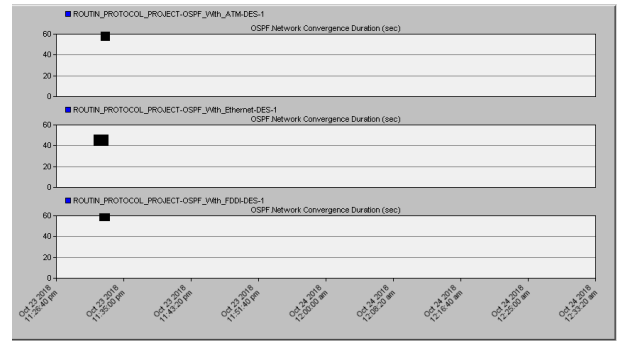 ROUTIN_PROTOCOL_PROJECT-OSPF_With_ATM-DES-1
OSPF.Network Convergence Duration (sec)
60
40
20
0
ROUTIN_PROTOCOL_PROJECT-OSPF_With_Ethernet-DES-1
OSPF.Network Convergence Duration (sec)
60
40
20
0
ROUTIN_PROTOCOL_PROJECT-OSPF_With_FDDI-DES-1
OSPF.Network Convergence Duration (sec)
60
40
20
0
Oct 23 2018
11:26:40 pm
Oct 23 2018
11:35:00 pm
Oct 23 2018
11:43:20 pm
Oct 23 2018
11:51:40 pm
Oct 24 2018
12:00:00 am
Oct 24 2018
12:08:20 am
Oct 24 2018
12:16:40 am
Oct 24 2018
12:25:00 am
Oct 24 2018
12:33:20 am